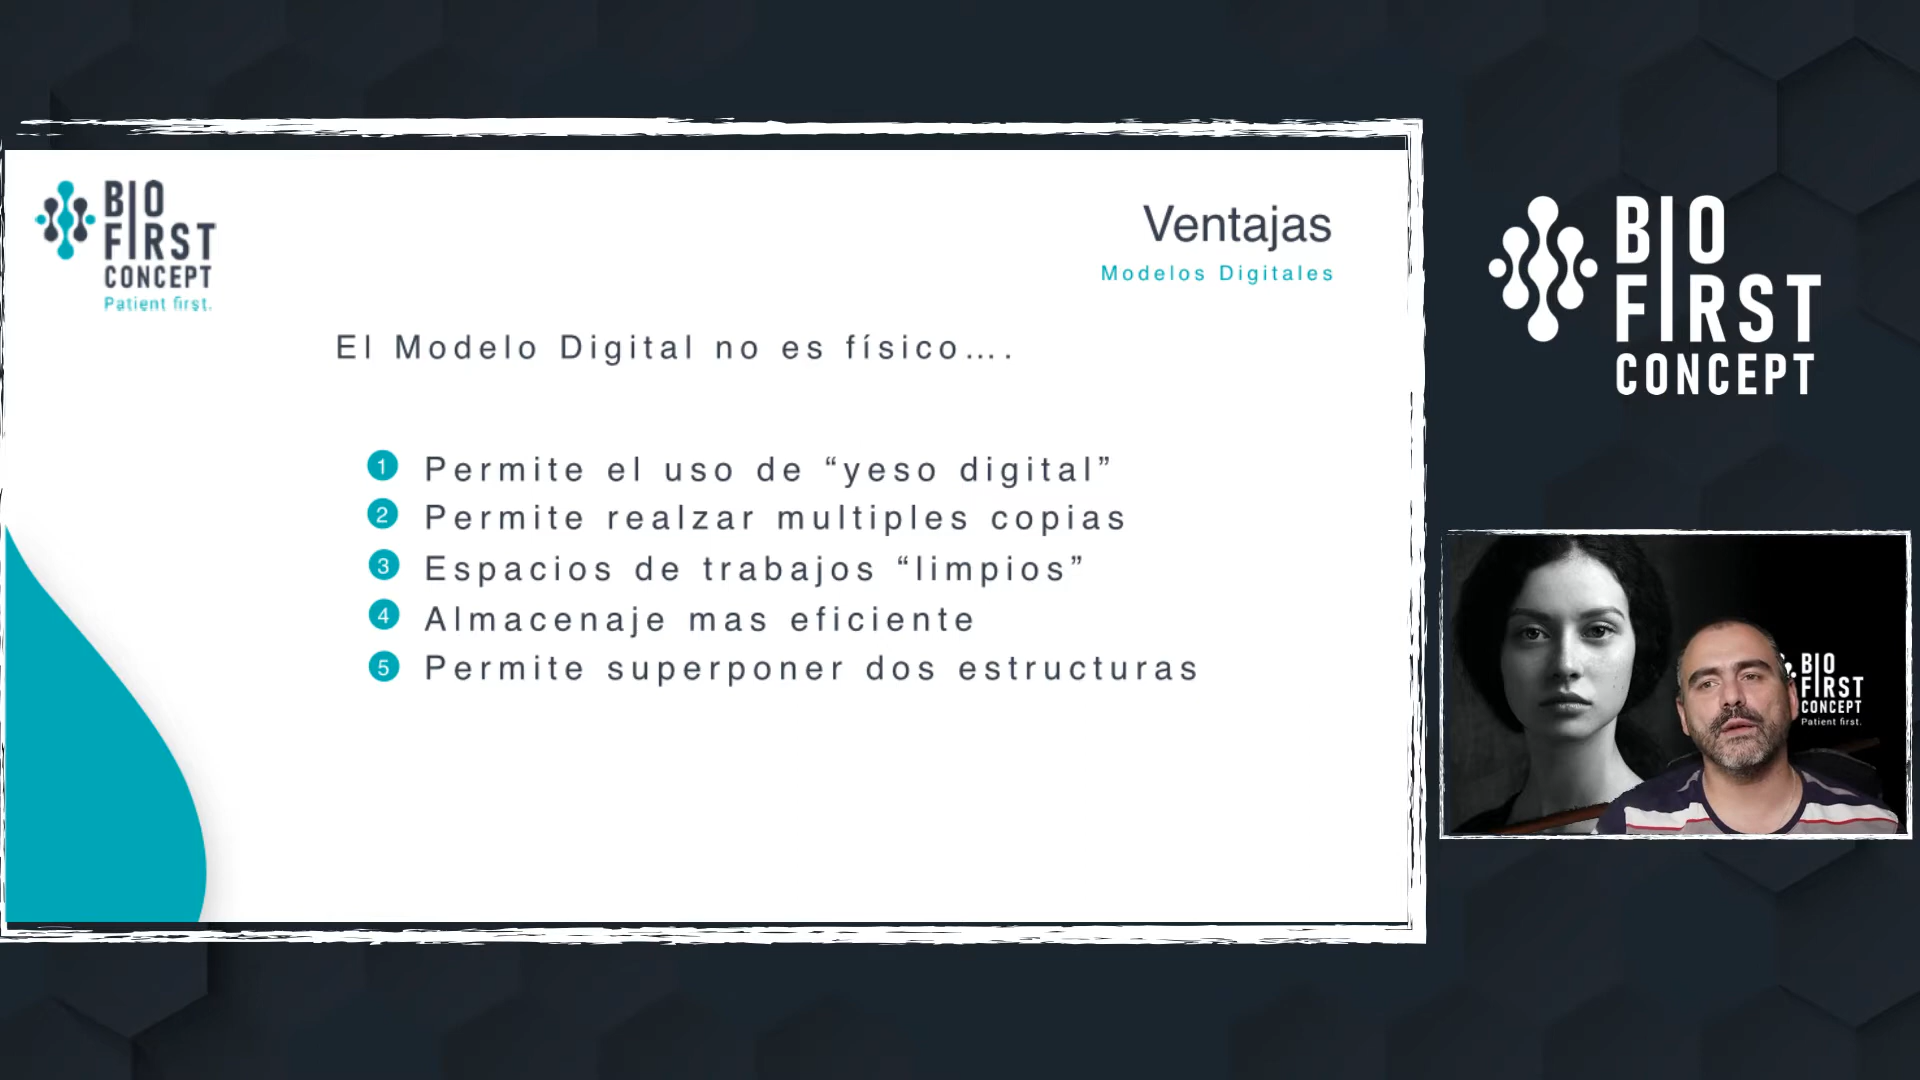 BIO
FIRST
CONCEPT
Patient first.
Ventajas
Modelos Digitales
El Modelo Digital no es físico....
1 Permite el uso de “yeso digital”
2 Permite realzar multiples copias
3 Espacios de trabajos “limpios”
4 Almacenaje mas eficiente
5 Permite superponer dos estructuras
BIO
FIRST
CONCEPT
BIO
FIRST
CONCEPT
Patient first.